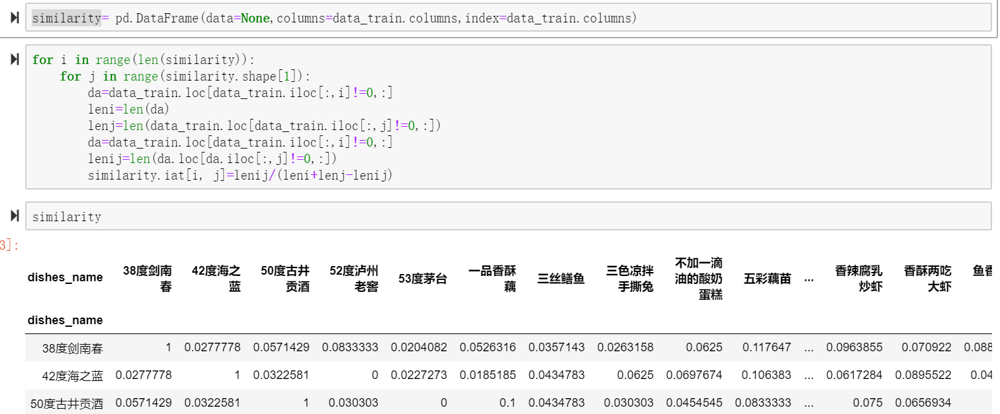 similarity= pd.DataFrame(data=None,columns=data_train.columns,index=data_train.columns)
for i in range(len(similarity)):
    for j in range(similarity.shape[1]):
        da=data_train.loc[data_train.iloc[:,i]!=0,:]
        leni=len(da)
        lenj=len(data_train.loc[data_train.iloc[:,j]!=0,:])
        da=data_train.loc[data_train.iloc[:,i]!=0,:]
        lenij=len(da.loc[da.iloc[:,j]!=0,:])
        similarity.iat[i, j]=lenij/(leni+lenj-lenij)
similarity
3]:
dishes_name 38度剑南春 42度海之蓝 50度古井贡酒 52度泸州老窖 53度茅台 一品香酥藕 三丝鳝鱼 三色凉拌手撕兔 不加一滴油的酸奶蛋糕 五彩藕苗 ... 香辣腐乳炒虾 香酥两吃大虾 鱼香
dishes_name
38度剑南春 1 0.0277778 0.0571429 0.0833333 0.0204082 0.0526316 0.0357143 0.0263158 0.0625 0.117647 ... 0.0963855 0.070922 0.088
42度海之蓝 0.0277778 1 0.0322581 0 0.0227273 0.0185185 0.0434783 0.0625 0.0697674 0.106383 ... 0.0617284 0.0895522 0.04
50度古井贡酒 0.0571429 0.0322581 1 0.030303 0 0.1 0.0434783 0.030303 0.0454545 0.0833333 ... 0.075 0.0656934